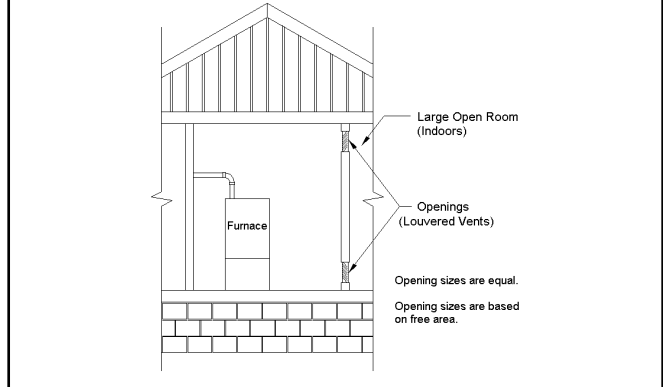 Large Open Room
(Indoors)
Furnace
Openings
(Louvered Vents)
Opening sizes are equal.
Opening sizes are based
on free area.